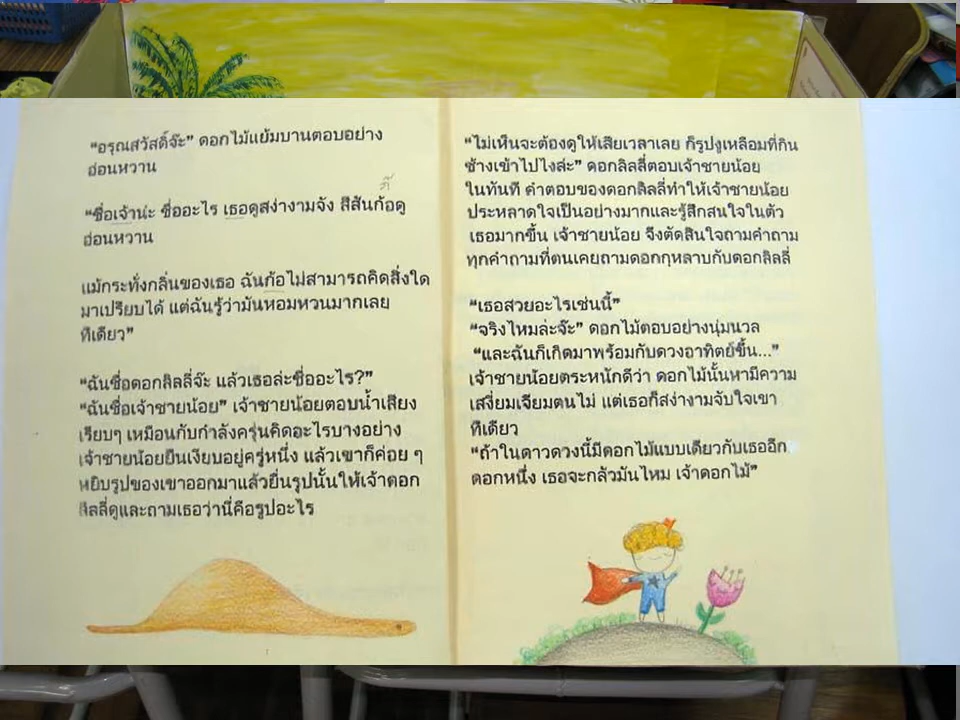 “อรุณสวัสดิ์จ๊ะ” ดอกไม้แย้มบานตอบอย่าง
อ่อนหวาน
“ชื่อเจ้าน่ะ ชื่ออะไร เธอดูสง่างามจัง สีสันก้อดู
อ่อนหวาน
แม้กระทั่งกลิ่นของเธอ ฉันก้อไม่สามารถคิดสิ่งใด
มาเปรียบได้ แต่ฉันรู้ว่ามันหอมหวนมากเลย
ทีเดียว”
“ฉันชื่อดอกลิลลี่จ๊ะ แล้วเธอล่ะชื่ออะไร?”
“ฉันชื่อเจ้าชายน้อย” เจ้าชายน้อยตอบน้ำเสียง
เรียบๆ เหมือนกับกำลังครุ่นคิดอะไรบางอย่าง
เจ้าชายน้อยยืนเงียบอยู่ครู่หนึ่ง แล้วเขาก็ค่อย ๆ
หยิบรูปของเขาออกมาแล้วยื่นรูปนั้นให้เจ้าดอก
ลิลลี่ดูและถามเธอว่านี่คือรูปอะไร
“ไม่เห็นจะต้องดูให้เสียเวลาเลย ก็รูปงูเหลือมที่กิน
ช้างเข้าไปไงล่ะ” ดอกลิลลี่ตอบเจ้าชายน้อย
ในทันที คำตอบของดอกลิลลี่ทำให้เจ้าชายน้อย
ประหลาดใจเป็นอย่างมากและรู้สึกสนใจในตัว
เธอมากขึ้น เจ้าชายน้อย จึงตัดสินใจถามคำถาม
ทุกคำถามที่ตนเคยถามดอกกุหลาบกับดอกลิลลี่
“เธอสวยอะไรเช่นนี้”
“จริงไหมล่ะจ๊ะ” ดอกไม้ตอบอย่างนุ่มนวล
“และฉันก็เกิดมาพร้อมกับดวงอาทิตย์ขึ้น...”
เจ้าชายน้อยตระหนักดีว่า ดอกไม้นั้นหามีความ
เสงี่ยมเจียมตนไม่ แต่เธอก็สง่างามจับใจเขา
ทีเดียว
“ถ้าในดาวดวงนี้มีดอกไม้แบบเดียวกับเธออีก
ดอกหนึ่ง เธอจะกลัวมันไหม เจ้าดอกไม้”